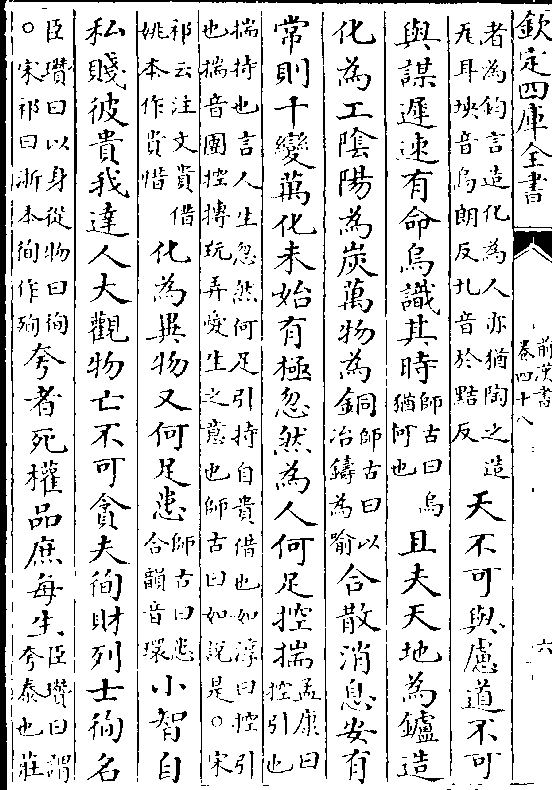 欽定四庫全書
前漢書
卷四十八
六
者為鈞言造化為人亦猶陶之造
瓦耳坱音烏朗反圠音於黠反
天不可與慮道不可
與謀遲速有命烏識其時
師古曰烏
猶何也
且夫天地為鑪造
化為工陰陽為炭萬物為銅
師古曰以
冶鑄為喻
合散消息安有
常則千變萬化未始有極忽然為人何足控揣
孟康曰
控引也
揣持也言人生忽然何足引持自貴借也如淳曰控引
也揣音團控摶玩弄愛生之意也師古曰如說是○宋
祁云注文貴借
姚本作貴惜
化為異物又何足患
師古曰患
合韻音環
小智自
私賤彼貴我達人大觀物亡不可貪夫徇財列士徇名
臣瓚曰以身從物曰徇
○宋祁曰浙本徇作殉
夸者死權品庶每生
臣瓚曰謂
夸泰也莊